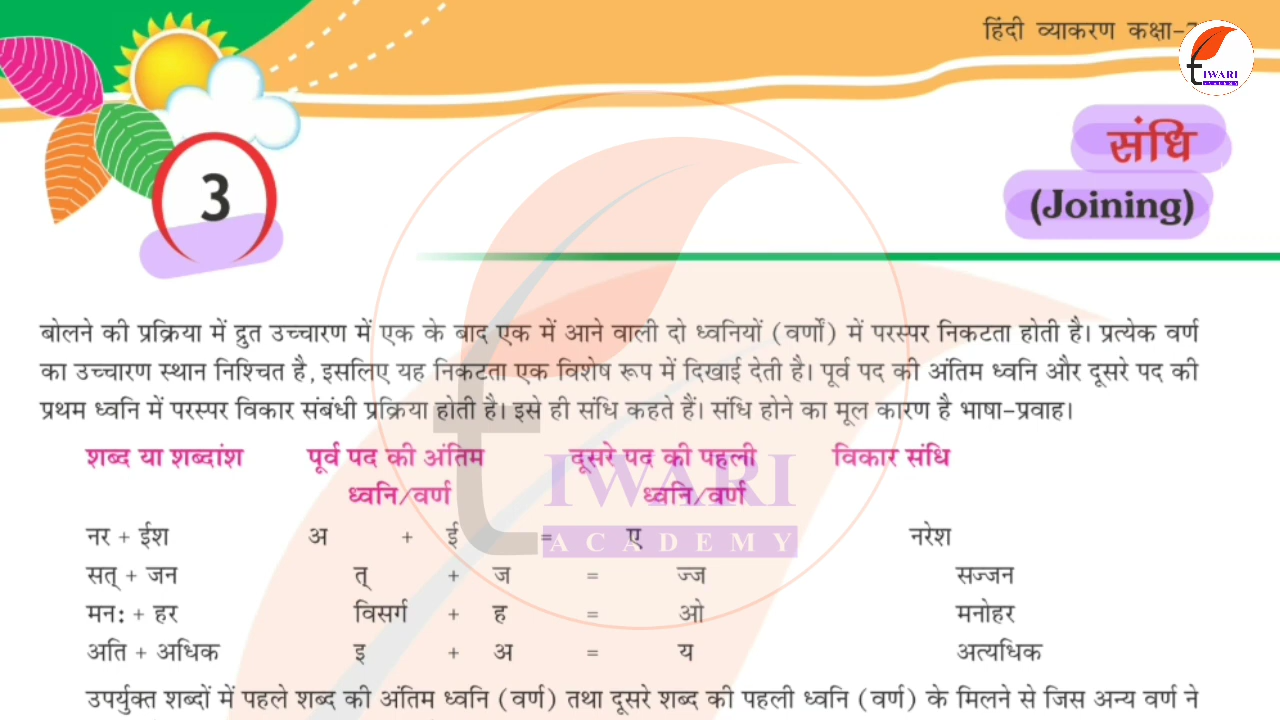 हिंदी व्याकरण कक्षा-
tIWARI
ACADEMY
संधि
(Joining)
3
बोलने की प्रक्रिया में द्रुत उच्चारण में एक के बाद एक में आने वाली दो ध्वनियों (वर्णों) में परस्पर निकटता होती है। प्रत्येक वर्ण
का उच्चारण स्थान निश्चित है, इसलिए यह निकटता एक विशेष रूप में दिखाई देती है। पूर्व पद की अंतिम ध्वनि और दूसरे पद की
प्रथम ध्वनि में परस्पर विकार संबंधी प्रक्रिया होती है। इसे ही संधि कहते हैं। संधि होने का मूल कारण है भाषा-प्रवाह।
शब्द या शब्दांश पूर्व पद की अंतिम दूसरे पद की पहली विकार संधि
ध्वनि/वर्ण ध्वनि/वर्ण
नर + ईश अ + ई = ए नरेश
सत् + जन त् + ज = ज्ज सज्जन
मन: + हर विसर्ग + ह = ओ मनोहर
अति + अधिक इ + अ = य अत्यधिक
tIWARI
ACADEMY
उपर्युक्त शब्दों में पहले शब्द की अंतिम ध्वनि (वर्ण) तथा दूसरे शब्द की पहली ध्वनि (वर्ण) के मिलने से जिस अन्य वर्ण ने